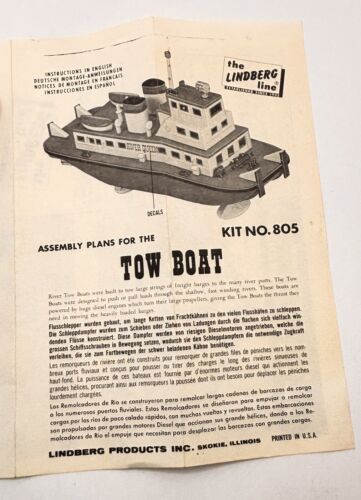 INSTRUCTIONS IN ENGLISH
DEUTSCHE MONTAGE-ANWEISUNGEN
NOTICES DE MONTAGE EN FRANCAIS
INSTRUCCIONES EN ESPAÑOL
the
LINDBERG
line
ESTABLISHED SINCE
RIVER QUEEN
DECALS
KIT NO. 805
ASSEMBLY PLANS FOR THE
TOW BOAT
River Tow Boats were built to tow large strings of freight barges to the many river ports. The Tow
Boats were designed to push or pull loads through the shallow, fast winding rivers. These boats are
powered by huge diesel engines which turn their large propellers, giving the Tow Boats the thrust they
need in moving the heavily loaded barges.
Flusschlepper wurden gebaut, um lange Ketten von Frachtkähnen zu den vielen Flusshäfen zu schleppen.
Die Schleppdampfer wurden zum Schieben oder Ziehen von Ladungen durch die flachen sich vielfach win-
denden Flüsse konstruiert. Diese Dampfer werden von riesigen Dieselmotoren angetrieben, welche die
grossen Schiffsschrauben in Bewegung setzen, wodurch sie den Schleppdämpfern die notwendige Zugkraft
verleihen, die sie zum Fortbewegen der schwer beladenen Kähne benötigen.
Les remorqueurs de rivière ont été construits pour remorquer de grandes files de péniches vers les nom-
breux ports fluviaux et conçus pour pousser ou tirer des charges le long des rivières sinueuses de
haut fond. La puissance de ces bateaux est fournie par d'énormes moteurs diesel qui actionnent les
grandes hélices, procurant ainsi aux remorqueurs la poussée dont ils ont besoin pour déplacer les péniches
lourdement chargées.
Los Remolcadores de Rio se construyeron para remolcar largas cadenas de barcazas de carga
a los numerosos puertos fluviales. Estos Remolcadores se diseñaron para empujar o remolcar
cargas por los rios de poco calado rapidos, con muchas vueltas y revueltas. Estas embarcaciones
son propulsadas por grandes motores Diesel que accionan sus grandes hélices, dando a los Re-
molcadores de Rio el empuje que necesitan para desplazar las barcazas con grandes cargas.
LINDBERG PRODUCTS INC. SKOKIE, ILLINOIS
PRINTED IN U.S.A.